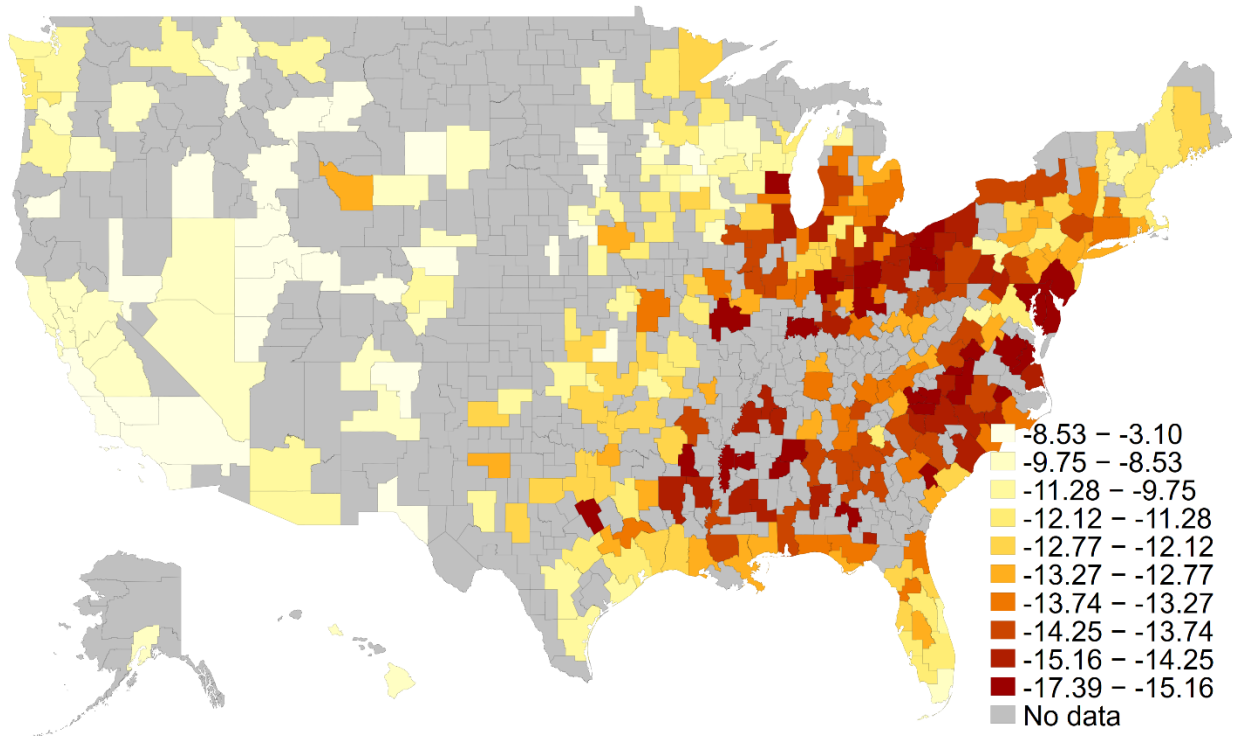 -8.53 − -3.10
-9.75 − -8.53
-11.28 − -9.75
-12.12 − -11.28
-12.77 − -12.12
-13.27 − -12.77
-13.74 − -13.27
-14.25 − -13.74
-15.16 − -14.25
-17.39 − -15.16
No data